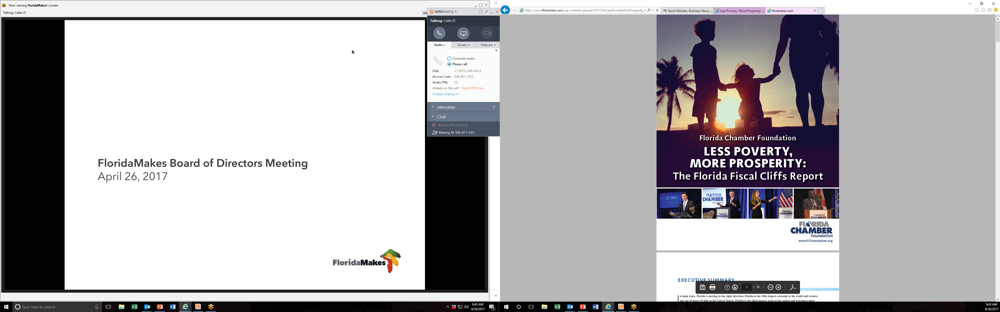 Now viewing FloridaMakes's screen
Talking: Caller 01
We
GoToMeeting
Talking: Caller 01
Audio
Screen
Webcam
?
Computer audio
Phone call
Dial: +1 (872) 240-3412
Access Code: 540-871-325
Audio PIN: 23
Already on the call? Press #23# now.
Problem dialing in?
Attendees 7
Chat
Record this meeting
Meeting ID: 540-871-325
FloridaMakes Board of Directors Meeting
April 26, 2017
FloridaMakes
Type here to search
9:43 AM
4/26/2017
http://www.flchamber.com/wp-content/uploads/2017/04/LessPovertyMoreProsperity_F
Stock Markets, Business News, ...
Less Poverty, More Prosperity: ...
flchamber.com
Florida Chamber Foundation
LESS POVERTY,
MORE PROSPERITY:
The Florida Fiscal Cliffs Report
FLORIDA
CHAMBER
Foundation
FLORIDA
CHAMBER
FLORIDA
CHAMBER
FLORIDA
CHAMBER
Foundation
www.FLFoundation.org
EXECUTIVE SUMMARY
1 / 16
n many ways, Florida is moving in the right direction. Florida is the 16th largest economy in the world and creates
one out of every 10 jobs in the United States. Florida is the third largest state in the nation and welcomes more
9:43 AM
4/26/2017